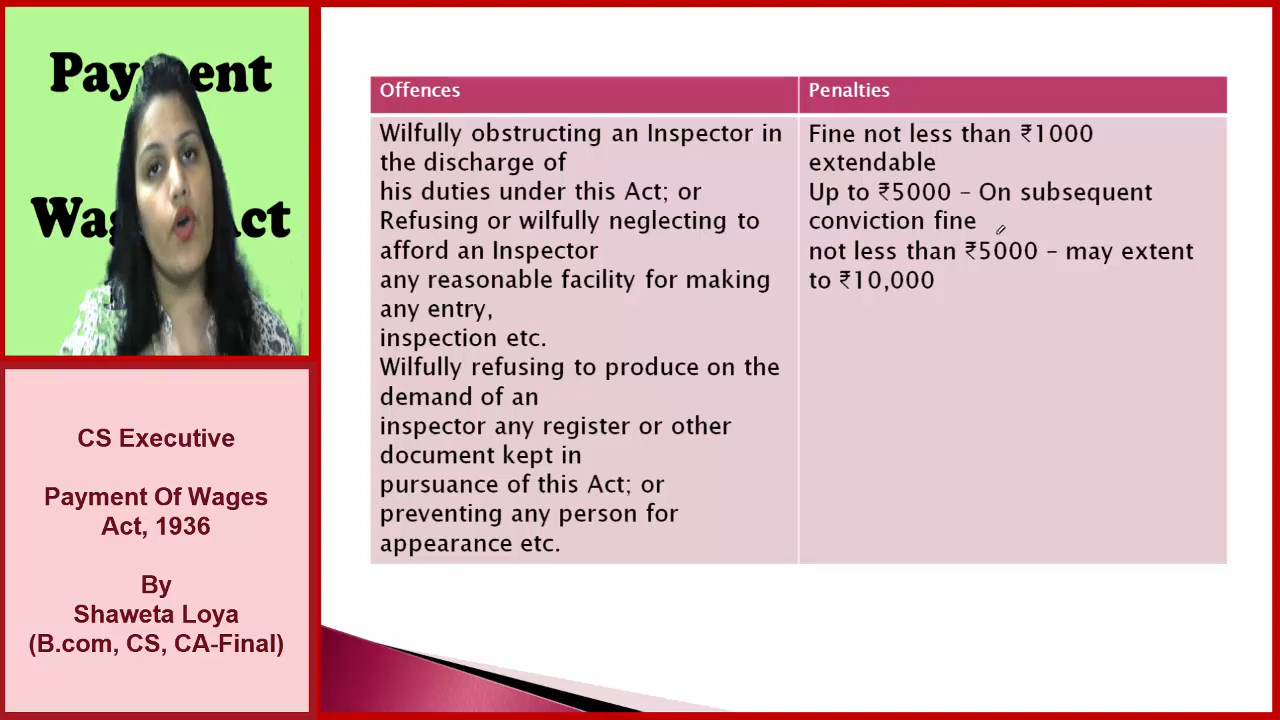 Payment
Wages Act
CS Executive
Payment Of Wages
Act, 1936
By
Shaweta Loya
(B.com, CS, CA-Final)
Offences
Wilfully obstructing an Inspector in
the discharge of
his duties under this Act; or
Refusing or wilfully neglecting to
afford an Inspector
any reasonable facility for making
any entry,
inspection etc.
Wilfully refusing to produce on the
demand of an
inspector any register or other
document kept in
pursuance of this Act; or
preventing any person for
appearance etc.
Penalties
Fine not less than ₹1000
extendable
Up to ₹5000 – On subsequent
conviction fine
not less than ₹5000 – may extent
to ₹10,000